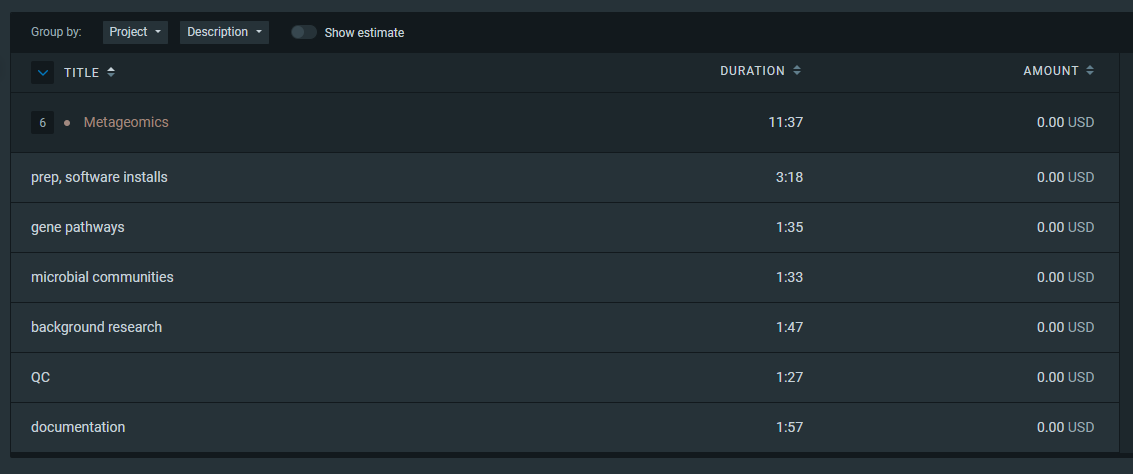 Group by: Project Description Show estimate
TITLE DURATION AMOUNT
6 Metageomics 11:37 0.00 USD
prep, software installs 3:18 0.00 USD
gene pathways 1:35 0.00 USD
microbial communities 1:33 0.00 USD
background research 1:47 0.00 USD
QC 1:27 0.00 USD
documentation 1:57 0.00 USD